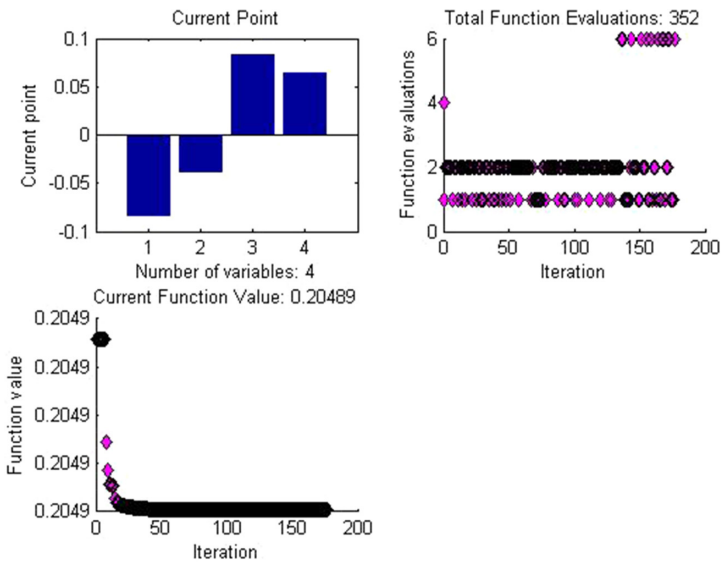 Current Point
Current point
0.1
0.05
0
-0.05
-0.1
1 2 3 4
Number of variables: 4
Total Function Evaluations: 352
Function evaluations
6
4
2
0
0 50 100 150 200
Iteration
Current Function Value: 0.20489
Function value
0.2049
0.2049
0.2049
0.2049
0.2049
0 50 100 150 200
Iteration